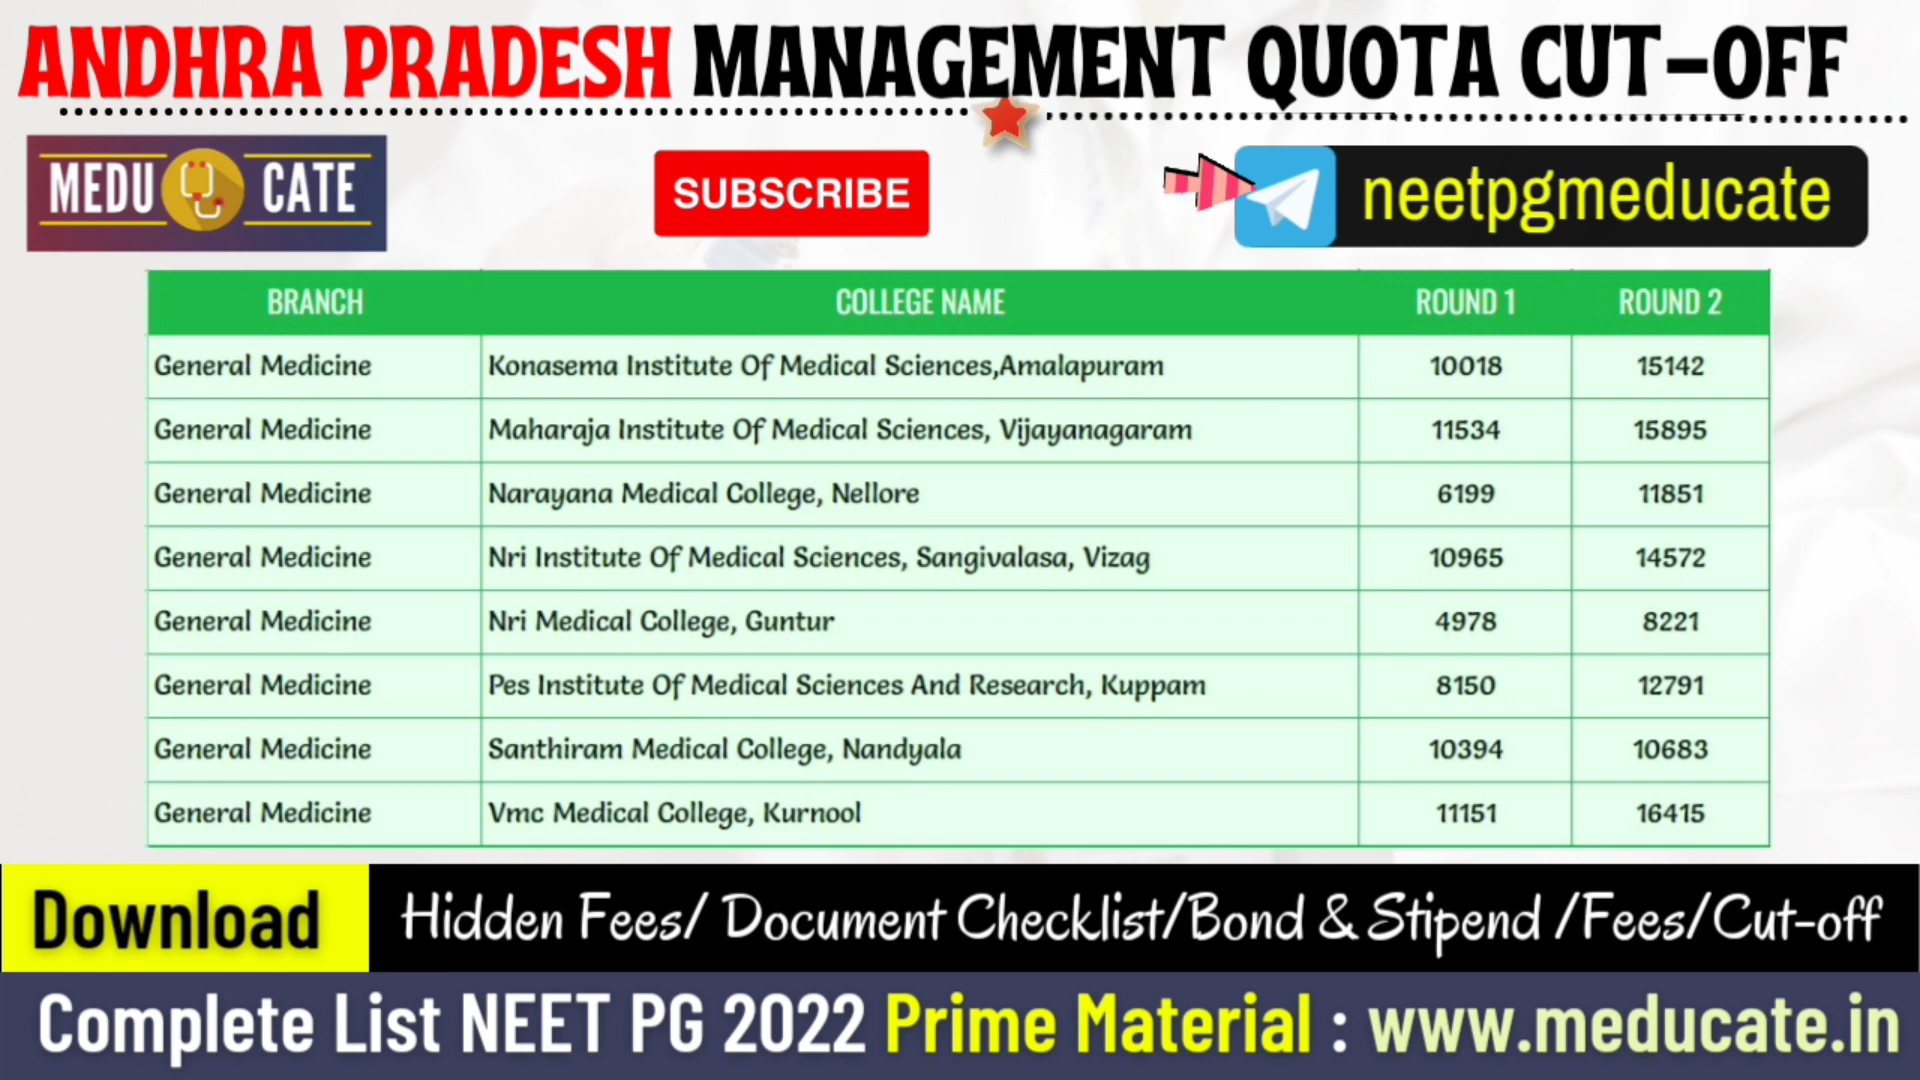 ANDHRA PRADESH MANAGEMENT QUOTA CUT-OFF
MEDU CATE
SUBSCRIBE
neetpgmeducate
BRANCH COLLEGE NAME ROUND 1 ROUND 2
General Medicine Konasema Institute Of Medical Sciences,Amalapuram 10018 15142
General Medicine Maharaja Institute Of Medical Sciences, Vijayanagaram 11534 15895
General Medicine Narayana Medical College, Nellore 6199 11851
General Medicine Nri Institute Of Medical Sciences, Sangivalasa, Vizag 10965 14572
General Medicine Nri Medical College, Guntur 4978 8221
General Medicine Pes Institute Of Medical Sciences And Research, Kuppam 8150 12791
General Medicine Santhiram Medical College, Nandyala 10394 10683
General Medicine Vmc Medical College, Kurnool 11151 16415
Download Hidden Fees/ Document Checklist/Bond & Stipend /Fees/Cut-off
Complete List NEET PG 2022 Prime Material : www.meducate.in